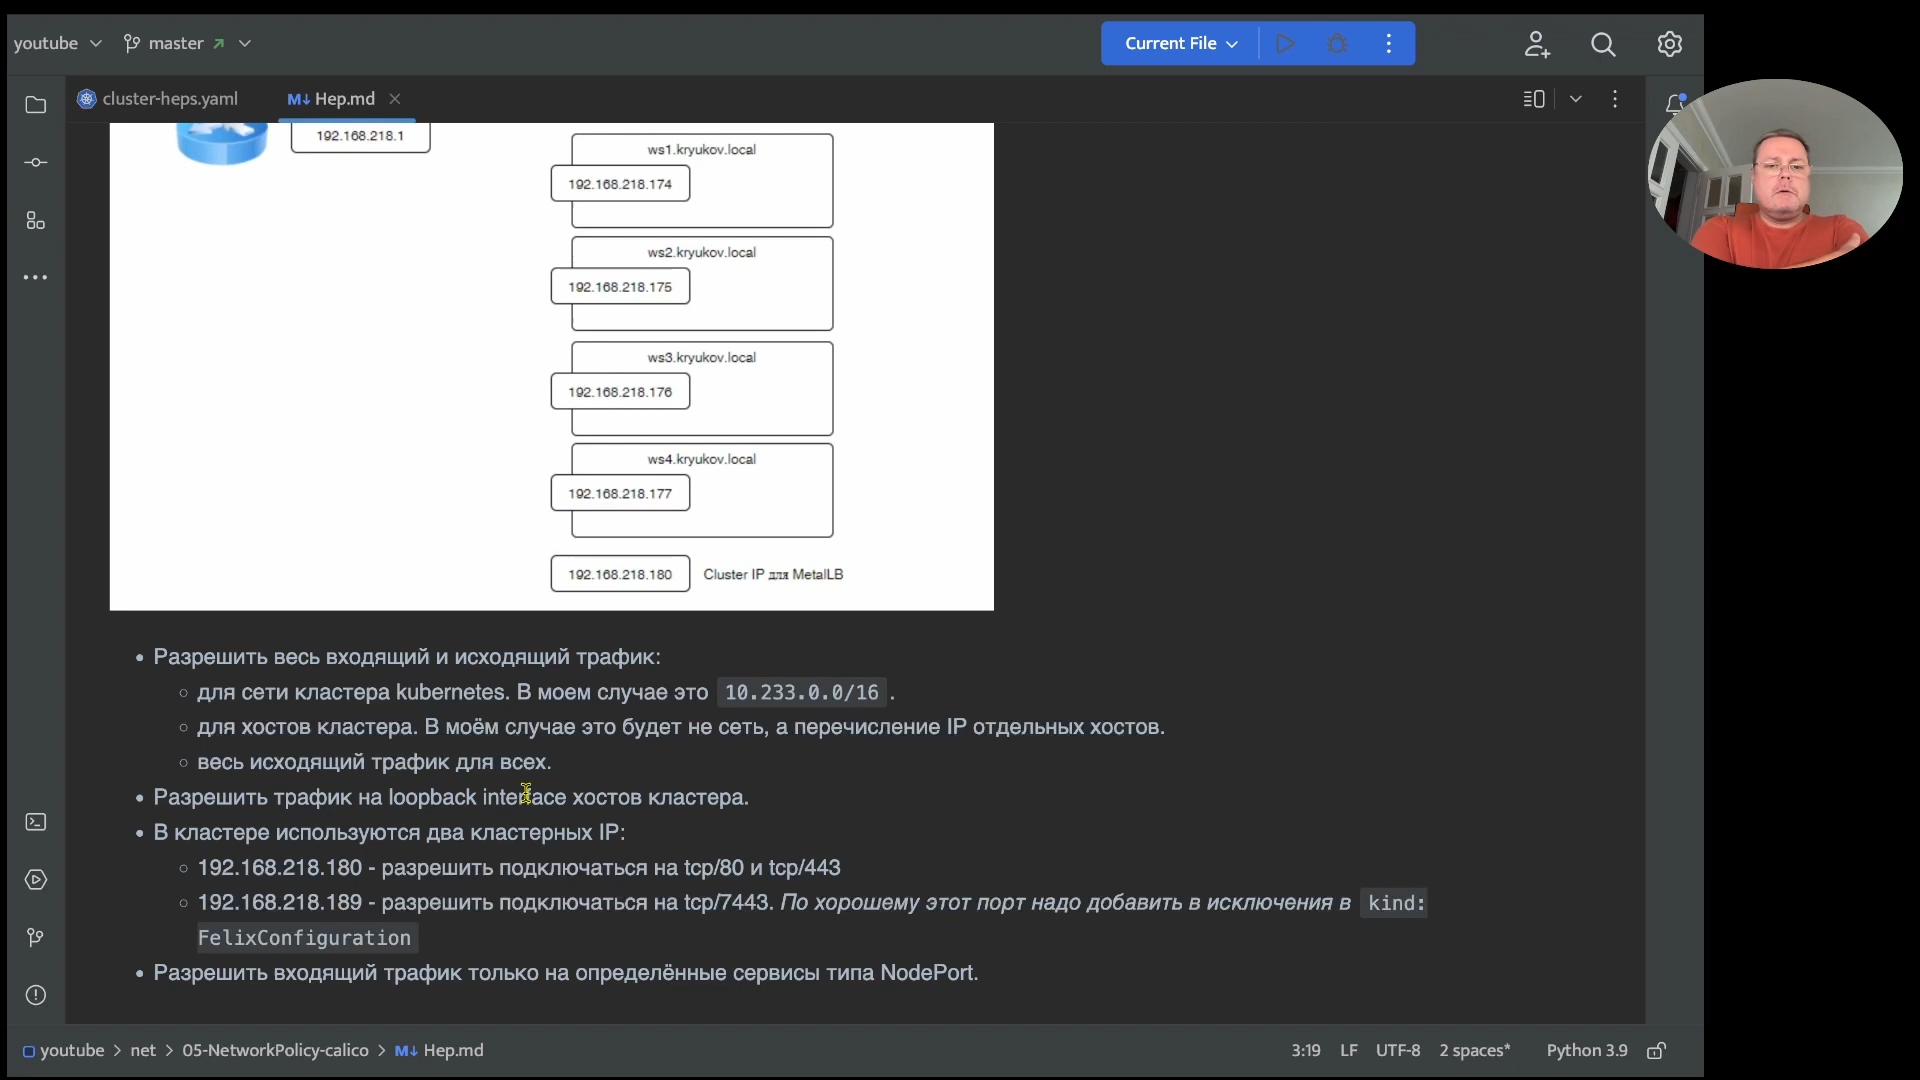 youtube
master
Current File
cluster-heps.yaml
M↓ Hep.md
192.168.218.1
ws1.kryukov.local
192.168.218.174
ws2.kryukov.local
192.168.218.175
ws3.kryukov.local
192.168.218.176
ws4.kryukov.local
192.168.218.177
192.168.218.180 Cluster IP для MetalLB
• Разрешить весь входящий и исходящий трафик:
◦ для сети кластера kubernetes. В моем случае это 10.233.0.0/16 .
◦ для хостов кластера. В моём случае это будет не сеть, а перечисление IP отдельных хостов.
◦ весь исходящий трафик для всех.
• Разрешить трафик на loopback interlace хостов кластера.
• В кластере используются два кластерных IP:
◦ 192.168.218.180 - разрешить подключаться на tcp/80 и tcp/443
◦ 192.168.218.189 - разрешить подключаться на tcp/7443. По хорошему этот порт надо добавить в исключения в kind:
FelixConfiguration
• Разрешить входящий трафик только на определённые сервисы типа NodePort.
youtube > net > 05-NetworkPolicy-calico > M↓ Hep.md
3:19 LF UTF-8 2 spaces* Python 3.9